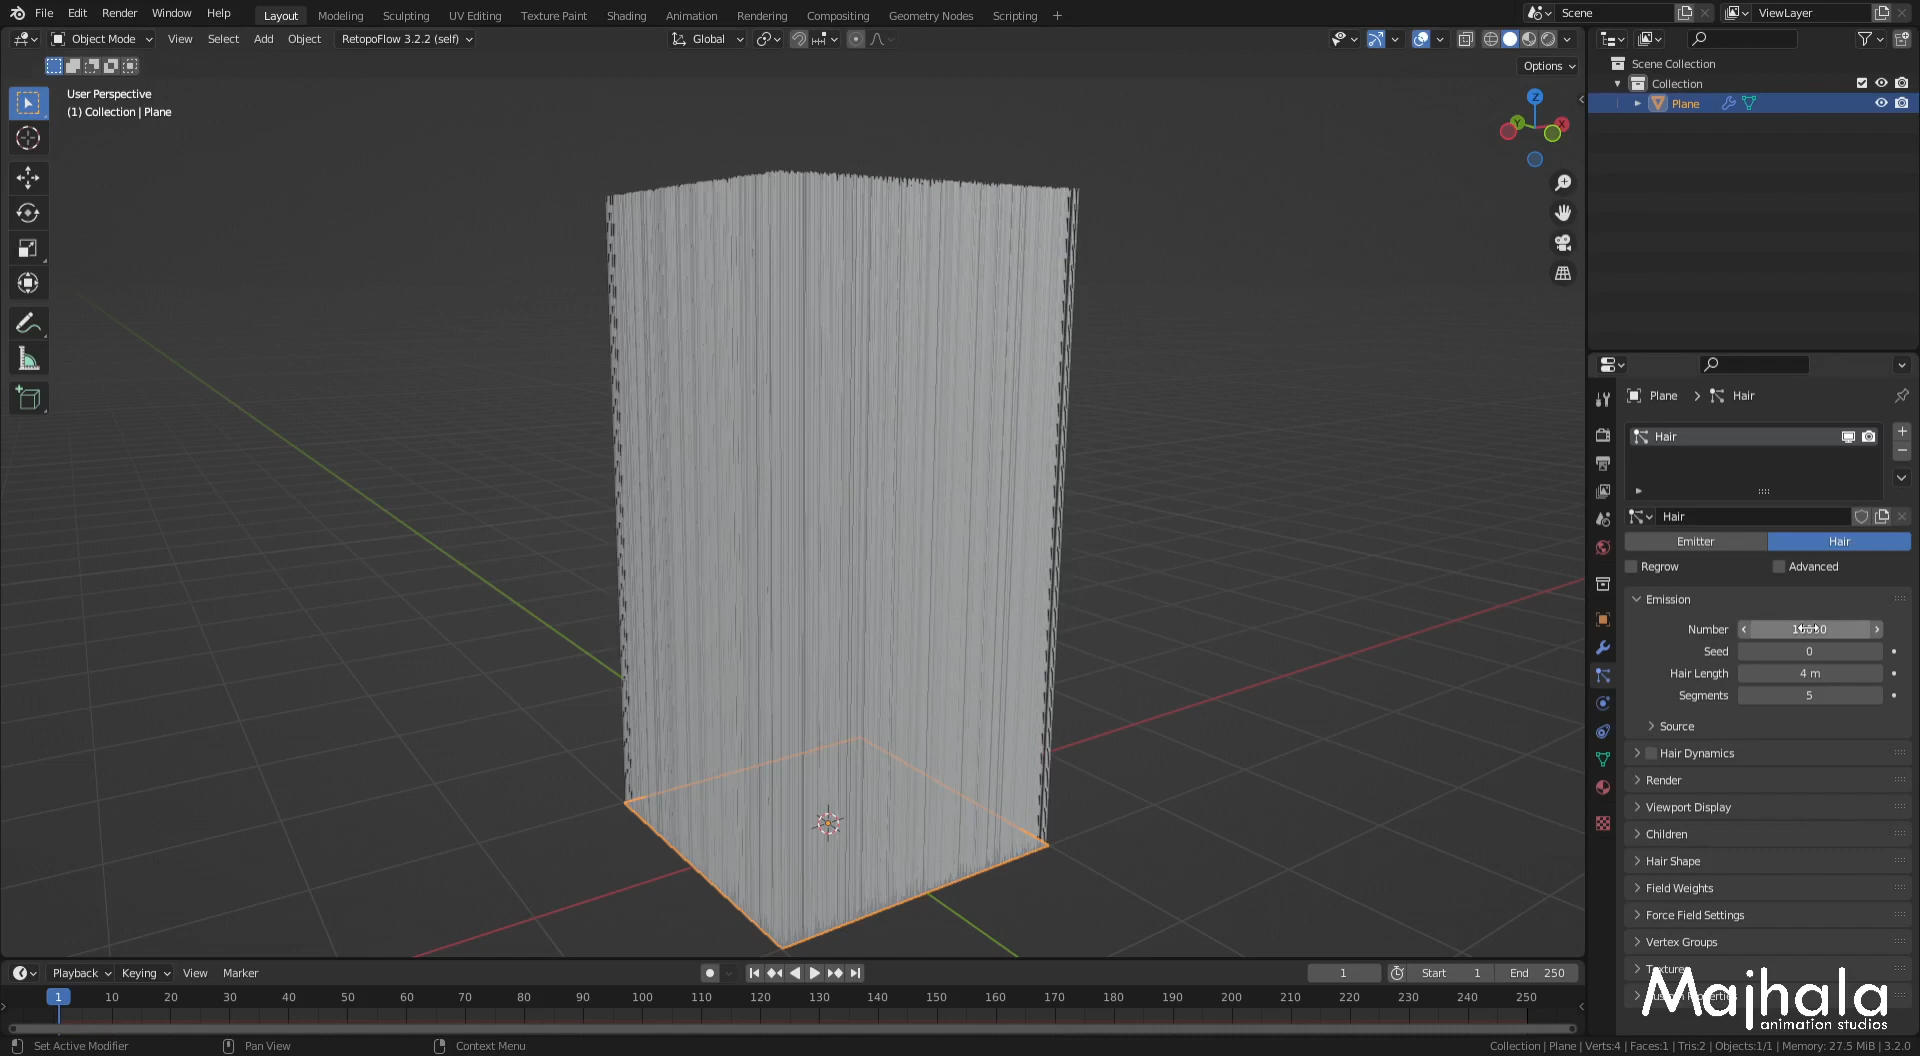 File Edit Render Window Help Layout Modeling Sculpting UV Editing Texture Paint Shading Animation Rendering Compositing Geometry Nodes Scripting + Scene ViewLayer
Object Mode View Select Add Object RetopoFlow 3.2.2 (self) Global
Options
User Perspective
(1) Collection | Plane
Z
Y
X
Scene Collection
Collection
Plane
Plane > Hair
Hair
Hair
Emitter Hair
Regrow Advanced
Emission
Number
Seed 0
Hair Length 4 m
Segments 5
Source
Hair Dynamics
Render
Viewport Display
Children
Hair Shape
Field Weights
Force Field Settings
Vertex Groups
Majhala
animation studios
Playback Keying View Marker 1 Start 1 End 250
1 10 20 30 40 50 60 70 80 90 100 110 120 130 140 150 160 170 180 190 200 210 220 230 240 250
Set Active Modifier Pan View Context Menu Collection | Plane | Verts:4 | Faces:1 | Tris:2 | Objects:1/1 | Memory: 27.5 MiB | 3.2.0